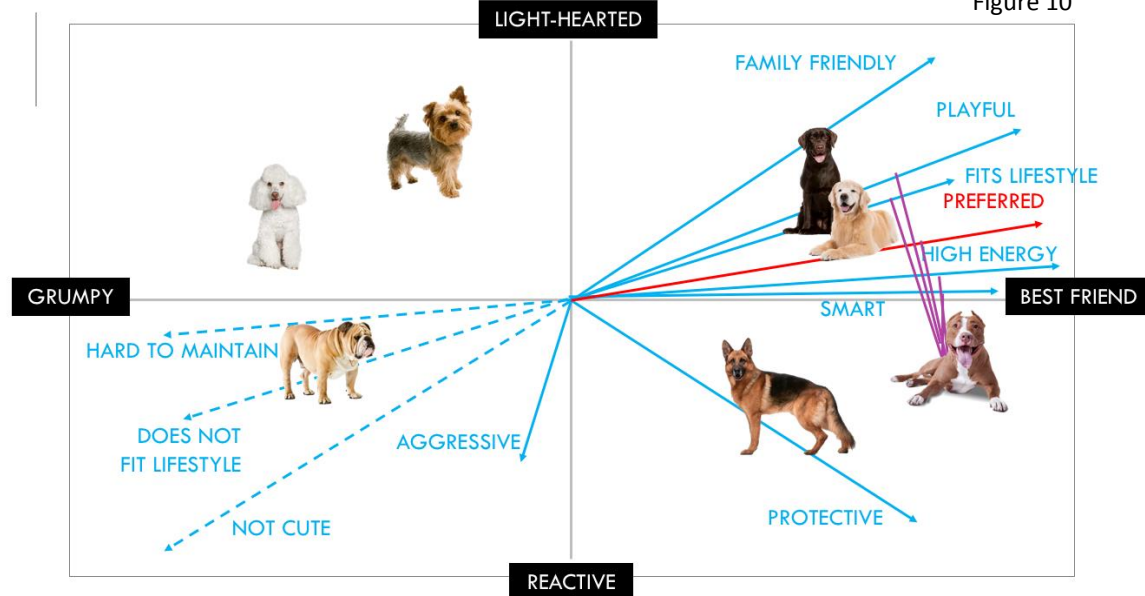 Figure 10
LIGHT-HEARTED
FAMILY FRIENDLY
PLAYFUL
FITS LIFESTYLE
PREFERRED
HIGH ENERGY
GRUMPY
BEST FRIEND
SMART
HARD TO MAINTAIN
DOES NOT
FIT LIFESTYLE
AGGRESSIVE
NOT CUTE
PROTECTIVE
REACTIVE